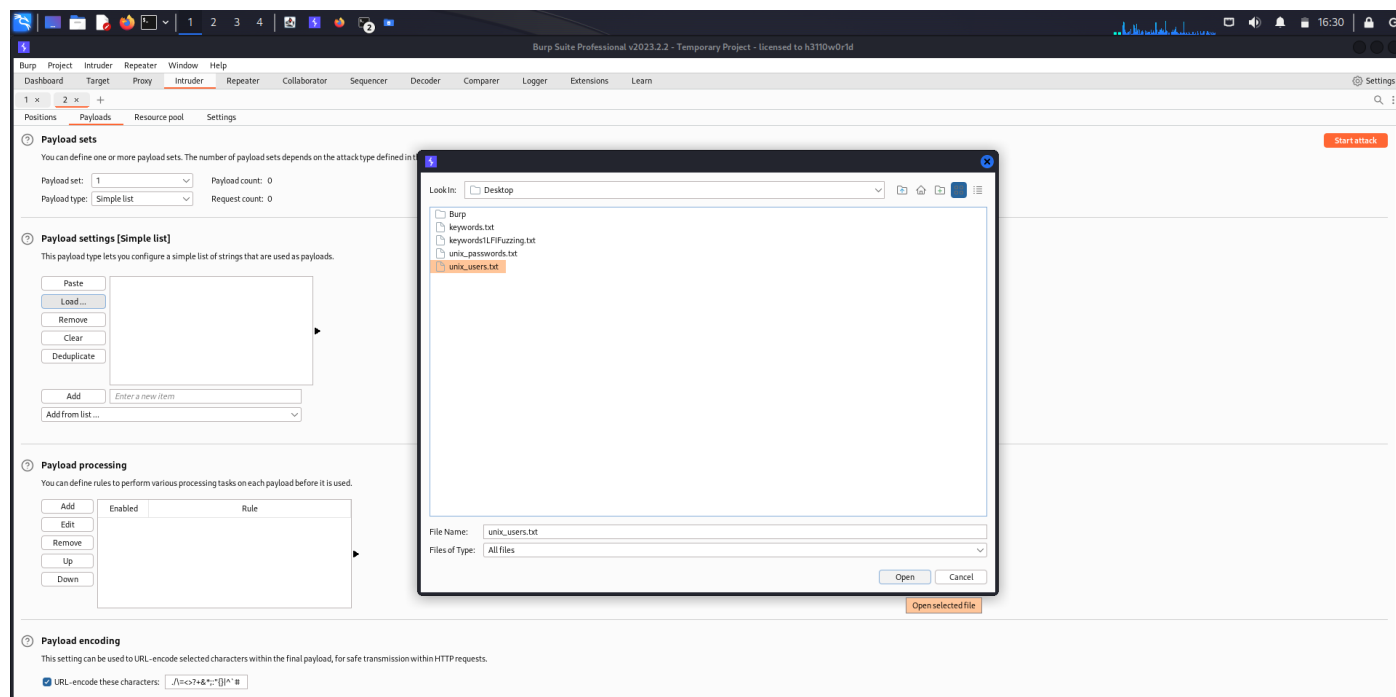 1 2 3 4 2 16:30
Burp Suite Professional v2023.2.2 - Temporary Project - licensed to h3110w0r1d
Burp Project Intruder Repeater Window Help
Dashboard Target Proxy Intruder Repeater Collaborator Sequencer Decoder Comparer Logger Extensions Learn Settings
1 × 2 × +
Positions Payloads Resource pool Settings
? Payload sets
Start attack
You can define one or more payload sets. The number of payload sets depends on the attack type defined in
Payload set: 1 Payload count: 0
Payload type: Simple list Request count: 0
? Payload settings [Simple list]
This payload type lets you configure a simple list of strings that are used as payloads.
Paste
Load ...
Remove
Clear
Deduplicate
Add Enter a new item
Add from list ...
? Payload processing
You can define rules to perform various processing tasks on each payload before it is used.
Add Enabled Rule
Edit
Remove
Up
Down
? Payload encoding
This setting can be used to URL-encode selected characters within the final payload, for safe transmission within HTTP requests.
URL-encode these characters: ./\=<>?+&*;:"{}|^`#
Look In: Desktop
Burp
keywords.txt
keywords1LFIFuzzing.txt
unix_passwords.txt
unix_users.txt
File Name: unix_users.txt
Files of Type: All files
Open Cancel
Open selected file